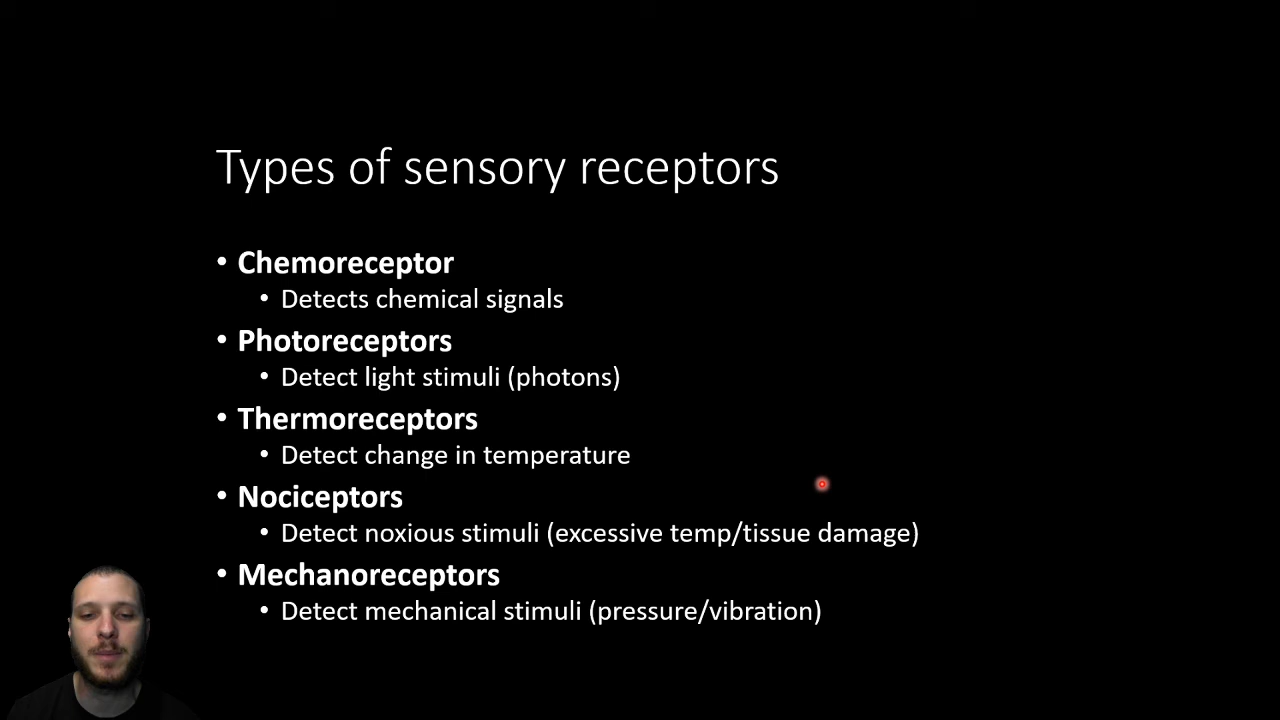 Types of sensory receptors
• Chemoreceptor
• Detects chemical signals
• Photoreceptors
• Detect light stimuli (photons)
• Thermoreceptors
• Detect change in temperature
• Nociceptors
• Detect noxious stimuli (excessive temp/tissue damage)
• Mechanoreceptors
• Detect mechanical stimuli (pressure/vibration)